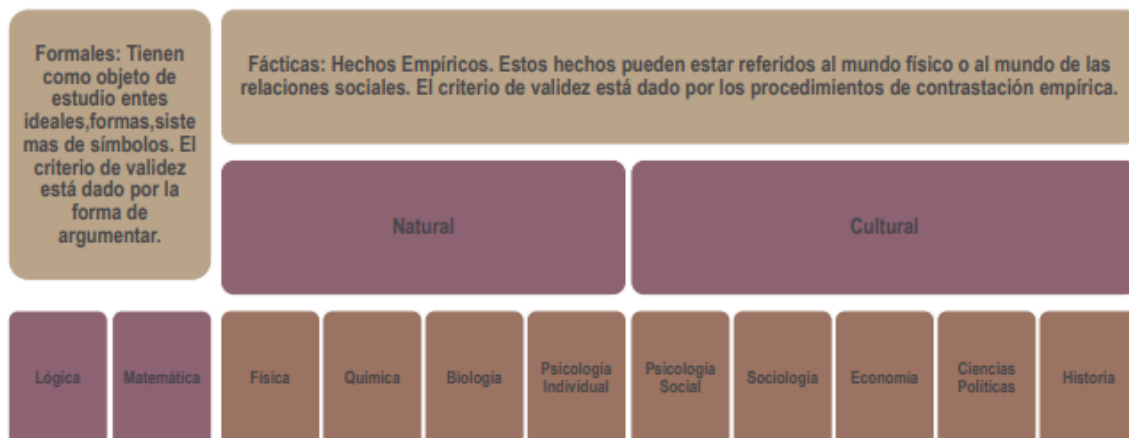 Formales: Tienen
como objeto de
estudio entes
ideales,formas,siste
mas de símbolos. El
criterio de validez
está dado por la
forma de
argumentar.
Fácticas: Hechos Empíricos. Estos hechos pueden estar referidos al mundo físico o al mundo de las
relaciones sociales. El criterio de validez está dado por los procedimientos de contrastación empírica.
Natural
Cultural
Lógica
Matemática
Física
Química
Biología
Psicología
Individual
Psicología
Social
Sociología
Economía
Ciencias
Políticas
Historia